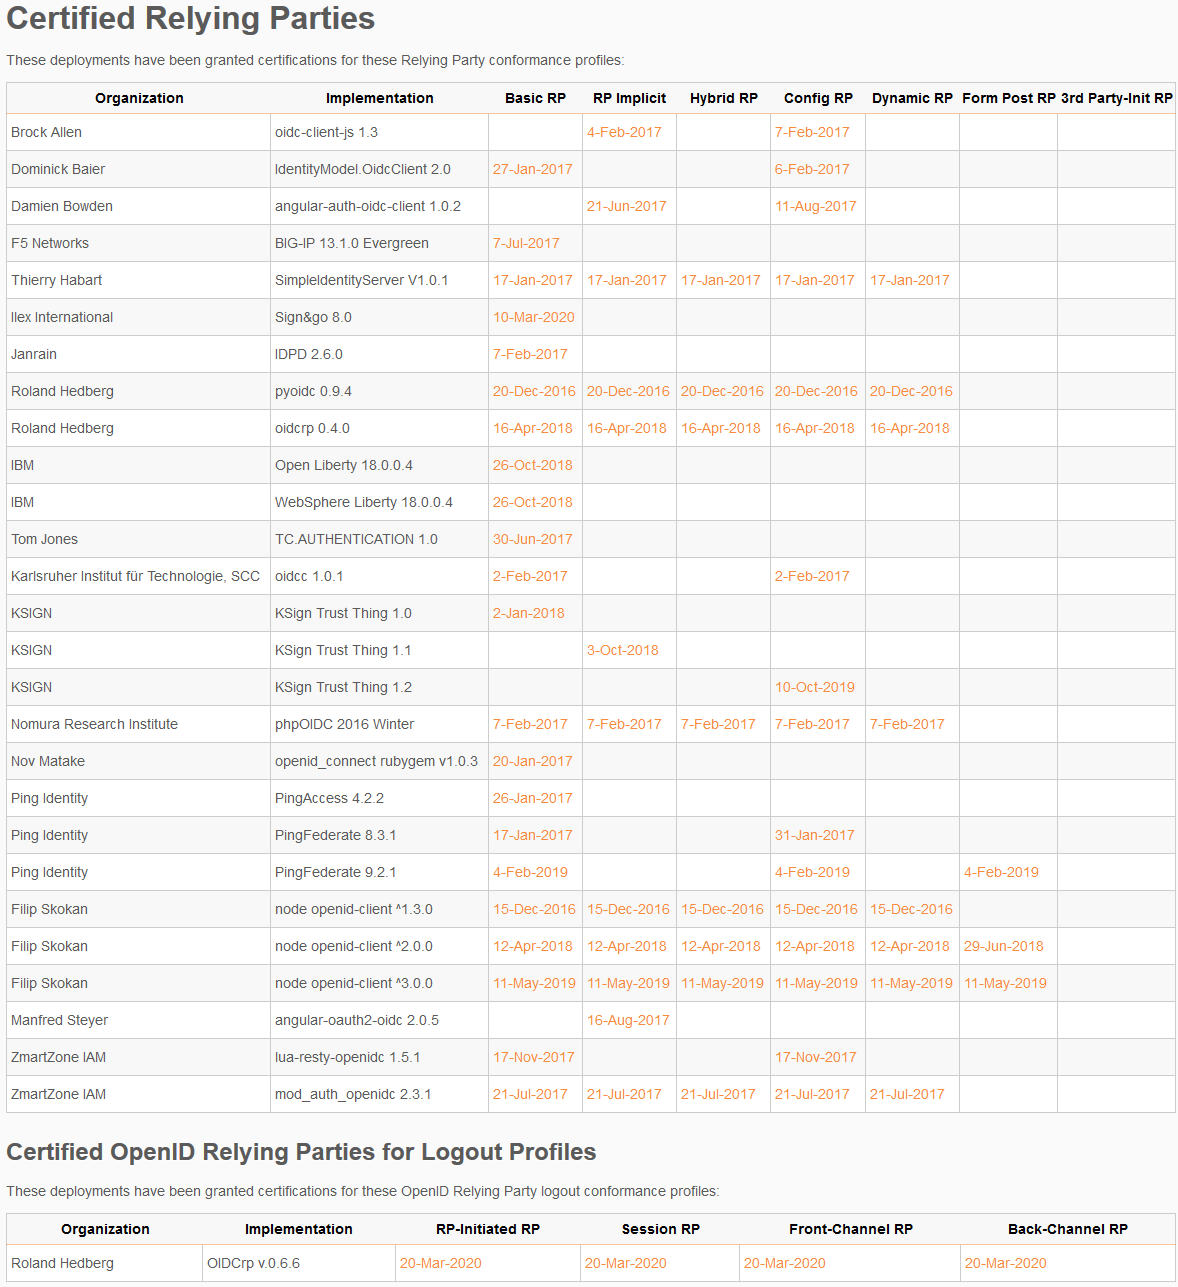 Certified Relying Parties
These deployments have been granted certifications for these Relying Party conformance profiles:
Organization Implementation Basic RP RP Implicit Hybrid RP Config RP Dynamic RP Form Post RP 3rd Party-Init RP
Brock Allen oidc-client-js 1.3 4-Feb-2017 7-Feb-2017
Dominick Baier IdentityModel.OidcClient 2.0 27-Jan-2017 6-Feb-2017
Damien Bowden angular-auth-oidc-client 1.0.2 21-Jun-2017 11-Aug-2017
F5 Networks BIG-IP 13.1.0 Evergreen 7-Jul-2017
Thierry Habart SimpleIdentityServer V1.0.1 17-Jan-2017 17-Jan-2017 17-Jan-2017 17-Jan-2017 17-Jan-2017
Ilex International Sign&go 8.0 10-Mar-2020
Janrain IDPD 2.6.0 7-Feb-2017
Roland Hedberg pyoidc 0.9.4 20-Dec-2016 20-Dec-2016 20-Dec-2016 20-Dec-2016 20-Dec-2016
Roland Hedberg oidcrp 0.4.0 16-Apr-2018 16-Apr-2018 16-Apr-2018 16-Apr-2018 16-Apr-2018
IBM Open Liberty 18.0.0.4 26-Oct-2018
IBM WebSphere Liberty 18.0.0.4 26-Oct-2018
Tom Jones TC.AUTHENTICATION 1.0 30-Jun-2017
Karlsruher Institut für Technologie, SCC oidcc 1.0.1 2-Feb-2017 2-Feb-2017
KSIGN KSign Trust Thing 1.0 2-Jan-2018
KSIGN KSign Trust Thing 1.1 3-Oct-2018
KSIGN KSign Trust Thing 1.2 10-Oct-2019
Nomura Research Institute phpOIDC 2016 Winter 7-Feb-2017 7-Feb-2017 7-Feb-2017 7-Feb-2017 7-Feb-2017
Nov Matake openid_connect rubygem v1.0.3 20-Jan-2017
Ping Identity PingAccess 4.2.2 26-Jan-2017
Ping Identity PingFederate 8.3.1 17-Jan-2017 31-Jan-2017
Ping Identity PingFederate 9.2.1 4-Feb-2019 4-Feb-2019 4-Feb-2019
Filip Skokan node openid-client ^1.3.0 15-Dec-2016 15-Dec-2016 15-Dec-2016 15-Dec-2016 15-Dec-2016
Filip Skokan node openid-client ^2.0.0 12-Apr-2018 12-Apr-2018 12-Apr-2018 12-Apr-2018 12-Apr-2018 29-Jun-2018
Filip Skokan node openid-client ^3.0.0 11-May-2019 11-May-2019 11-May-2019 11-May-2019 11-May-2019 11-May-2019
Manfred Steyer angular-oauth2-oidc 2.0.5 16-Aug-2017
ZmartZone IAM lua-resty-openidc 1.5.1 17-Nov-2017 17-Nov-2017
ZmartZone IAM mod_auth_openidc 2.3.1 21-Jul-2017 21-Jul-2017 21-Jul-2017 21-Jul-2017 21-Jul-2017
Certified OpenID Relying Parties for Logout Profiles
These deployments have been granted certifications for these OpenID Relying Party logout conformance profiles:
Organization Implementation RP-Initiated RP Session RP Front-Channel RP Back-Channel RP
Roland Hedberg OIDCrp v.0.6.6 20-Mar-2020 20-Mar-2020 20-Mar-2020 20-Mar-2020